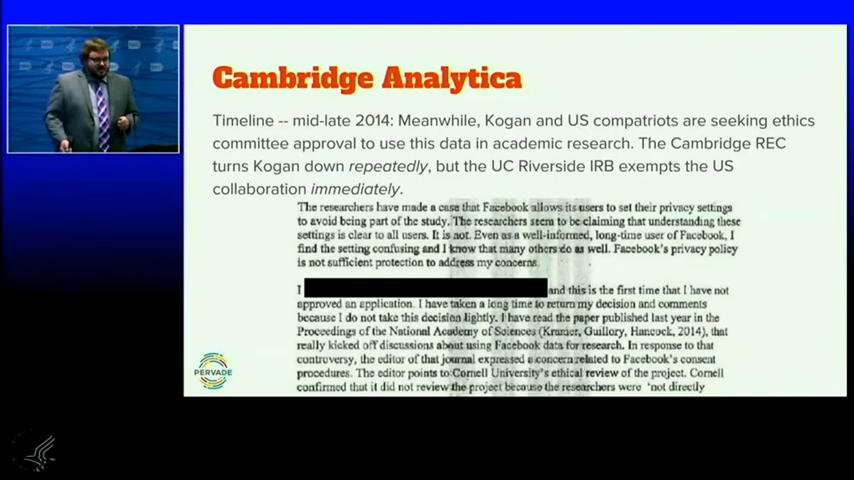 Cambridge Analytica
Timeline -- mid-late 2014: Meanwhile, Kogan and US compatriots are seeking ethics
committee approval to use this data in academic research. The Cambridge REC
turns Kogan down repeatedly, but the UC Riverside IRB exempts the US
collaboration immediately.
The researchers have made a case that Facebook allows its users to set their privacy settings
to avoid being part of the study. The researchers seem to be claiming that understanding these
settings is clear to all users. It is not. Even as a well-informed, long-time user of Facebook, I
find the setting confusing and I know that many others do as well. Facebook's privacy policy
is not sufficient protection to address my concerns.
I and this is the first time that I have not
approved an application. I have taken a long time to return my decision and comments
because I do not take this decision lightly. I have read the paper published last year in the
Proceedings of the National Academy of Sciences (Kramer, Guillory, Hancock, 2014), that
really kicked off discussions about using Facebook data for research. In response to that
controversy, the editor of that journal expressed a concern related to Facebook's consent
procedures. The editor points to Cornell University's ethical review of the project. Cornell
confirmed that it did not review the project because the researchers were 'not directly
PERVADE